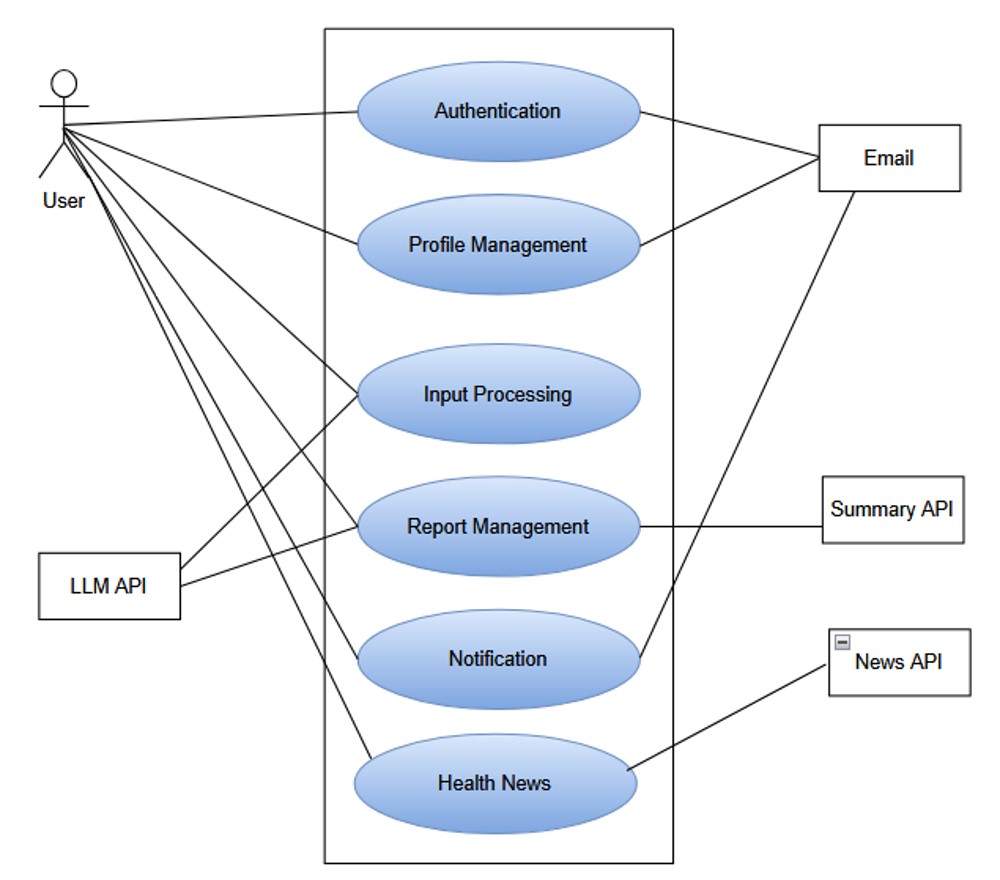 Authentication
Email
User
Profile Management
Input Processing
Report Management
Summary API
LLM API
Notification
News API
Health News